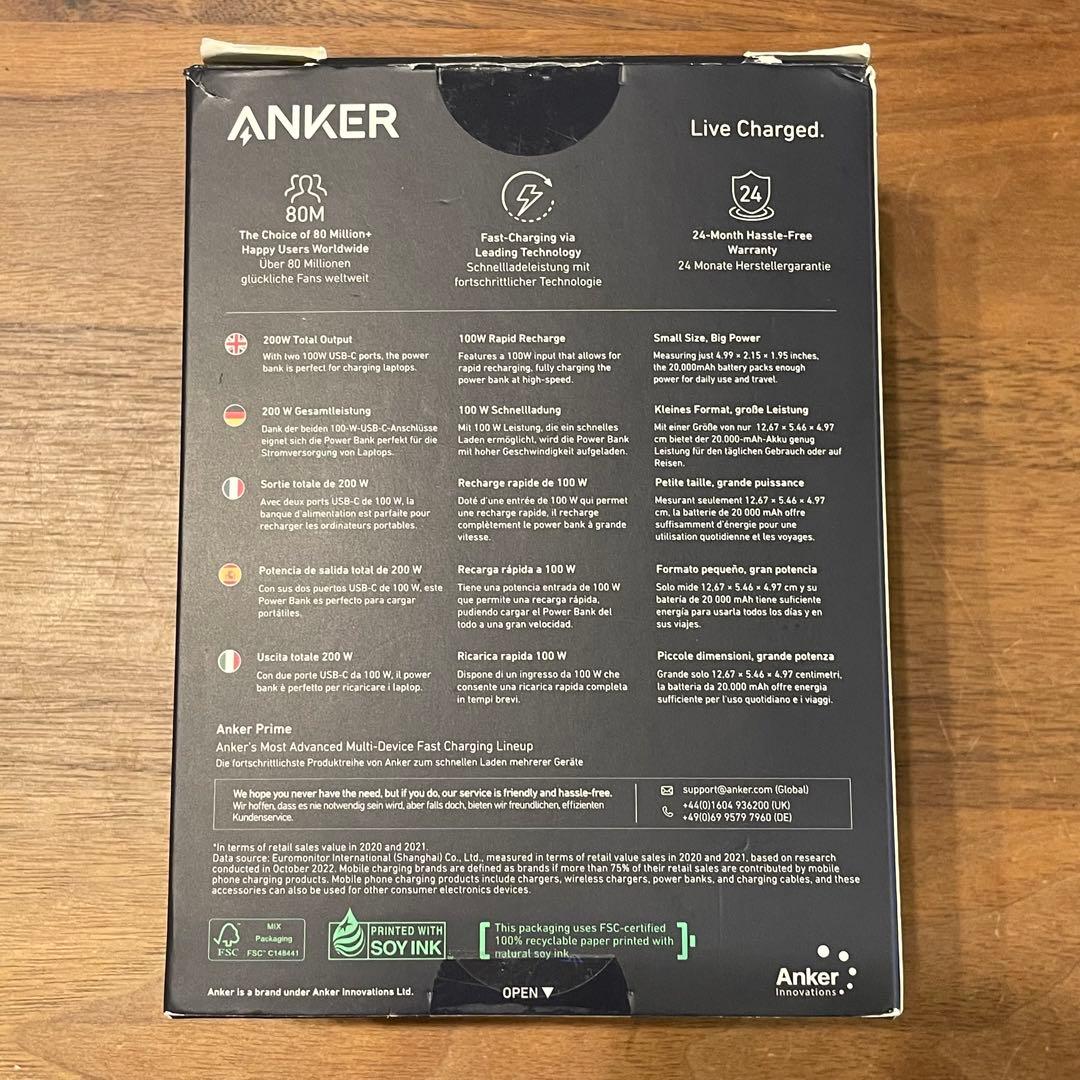 ANKER
Live Charged.
80M
The Choice of 80 Million+
Happy Users Worldwide
Über 80 Millionen
glückliche Fans weltweit
Fast-Charging via
Leading Technology
Schnellladeleistung mit
fortschrittlicher Technologie
24
24-Month Hassle-Free
Warranty
24 Monate Herstellergarantie
200W Total Output
With two 100W USB-C ports, the power
bank is perfect for charging laptops.
100W Rapid Recharge
Features a 100W input that allows for
rapid recharging, fully charging the
power bank at high-speed.
Small Size, Big Power
Measuring just 4.99 × 2.15 × 1.95 inches,
the 20,000mAh battery packs enough
power for daily use and travel.
200 W Gesamtleistung
Dank der beiden 100-W-USB-C-Anschlüsse
eignet sich die Power Bank perfekt für die
Stromversorgung von Laptops.
100 W Schnellladung
Mit 100 W Leistung, die ein schnelles
Laden ermöglicht, wird die Power Bank
mit hoher Geschwindigkeit aufgeladen.
Kleines Format, große Leistung
Mit einer Größe von nur 12,67 × 5.46 × 4.97
cm bietet der 20.000-mAh-Akku genug
Leistung für den täglichen Gebrauch oder auf
Reisen.
Sortie totale de 200 W
Avec deux ports USB-C de 100 W, la
banque d'alimentation est parfaite pour
recharger les ordinateurs portables.
Recharge rapide de 100 W
Doté d'une entrée de 100 W qui permet
une recharge rapide, il recharge
complètement le power bank à grande
vitesse.
Petite taille, grande puissance
Mesurant seulement 12,67 × 5.46 × 4.97
cm, la batterie de 20 000 mAh offre
suffisamment d'énergie pour une
utilisation quotidienne et les voyages.
Potencia de salida total de 200 W
Con sus dos puertos USB-C de 100 W, este
Power Bank es perfecto para cargar
portátiles.
Recarga rápida a 100 W
Tiene una potencia entrada de 100 W
que permite una recarga rápida,
pudiendo cargar el Power Bank del
todo a una gran velocidad.
Formato pequeño, gran potencia
Solo mide 12,67 × 5.46 × 4.97 cm y su
batería de 20 000 mAh tiene suficiente
energía para usarla todos los días y en
sus viajes.
Uscita totale 200 W
Con due porte USB-C da 100 W, il power
bank è perfetto per ricaricare i laptop.
Ricarica rapida 100 W
Dispone di un ingresso da 100 W che
consente una ricarica rapida completa
in tempi brevi.
Piccole dimensioni, grande potenza
Grande solo 12,67 × 5.46 × 4.97 centimetri,
la batteria da 20.000 mAh offre energia
sufficiente per l'uso quotidiano e i viaggi.
Anker Prime
Anker's Most Advanced Multi-Device Fast Charging Lineup
Die fortschrittlichste Produktreihe von Anker zum schnellen Laden mehrerer Geräte
We hope you never have the need, but if you do, our service is friendly and hassle-free.
Wir hoffen, dass es nie notwendig sein wird, aber falls doch, bieten wir freundlichen, effizienten
Kundenservice.
support@anker.com (Global)
+44(0)1604 936200 (UK)
+49(0)69 9579 7960 (DE)
*In terms of retail sales value in 2020 and 2021.
Data source: Euromonitor International (Shanghai) Co., Ltd., measured in terms of retail value sales in 2020 and 2021, based on research
conducted in October 2022. Mobile charging brands are defined as brands if more than 75% of their retail sales are contributed by mobile
phone charging products. Mobile phone charging products include chargers, wireless chargers, power banks, and charging cables, and these
accessories can also be used for other consumer electronics devices.
FSC
MIX
Packaging
FSC™ C148441
PRINTED WITH
SOY INK
This packaging uses FSC-certified
100% recyclable paper printed with
natural soy ink.
Anker
Innovations
Anker is a brand under Anker Innovations Ltd.
OPEN ▼